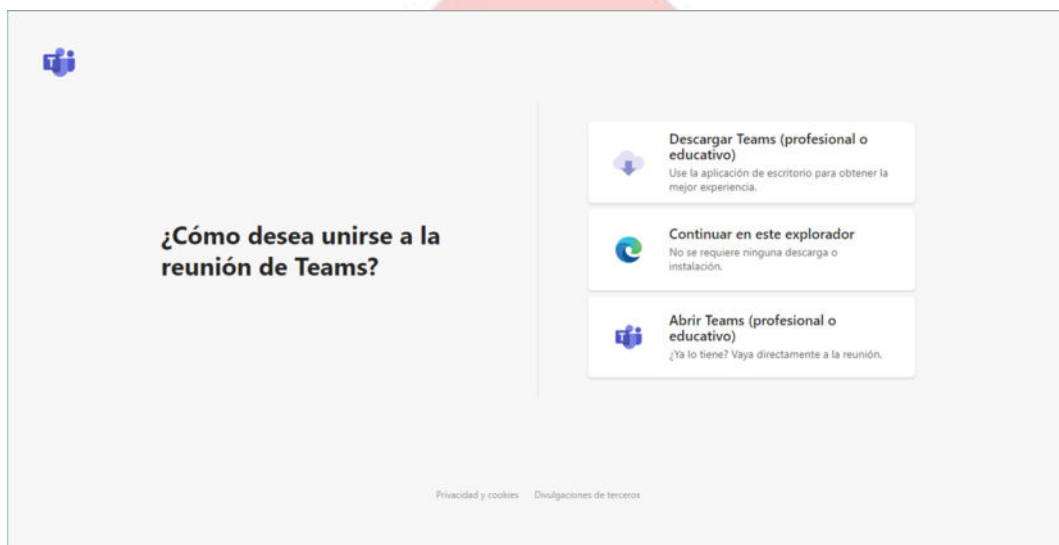 ¿Cómo desea unirse a la
reunión de Teams?
Descargar Teams (profesional o
educativo)
Use la aplicación de escritorio para obtener la
mejor experiencia.
Continuar en este explorador
No se requiere ninguna descarga o
instalación.
Abrir Teams (profesional o
educativo)
¿Ya lo tiene? Vaya directamente a la reunión.
Privacidad y cookies Divulgaciones de terceros